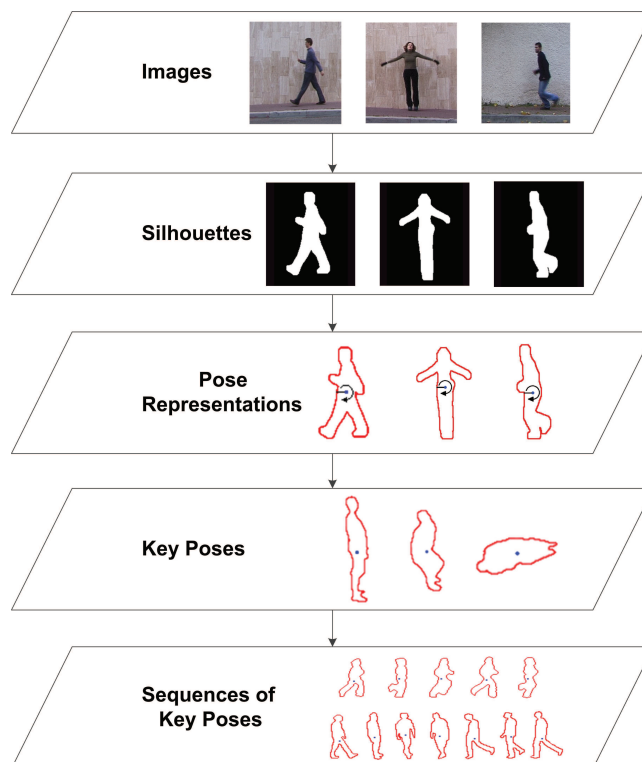 Images
Silhouettes
Pose
Representations
Key Poses
Sequences of
Key Poses